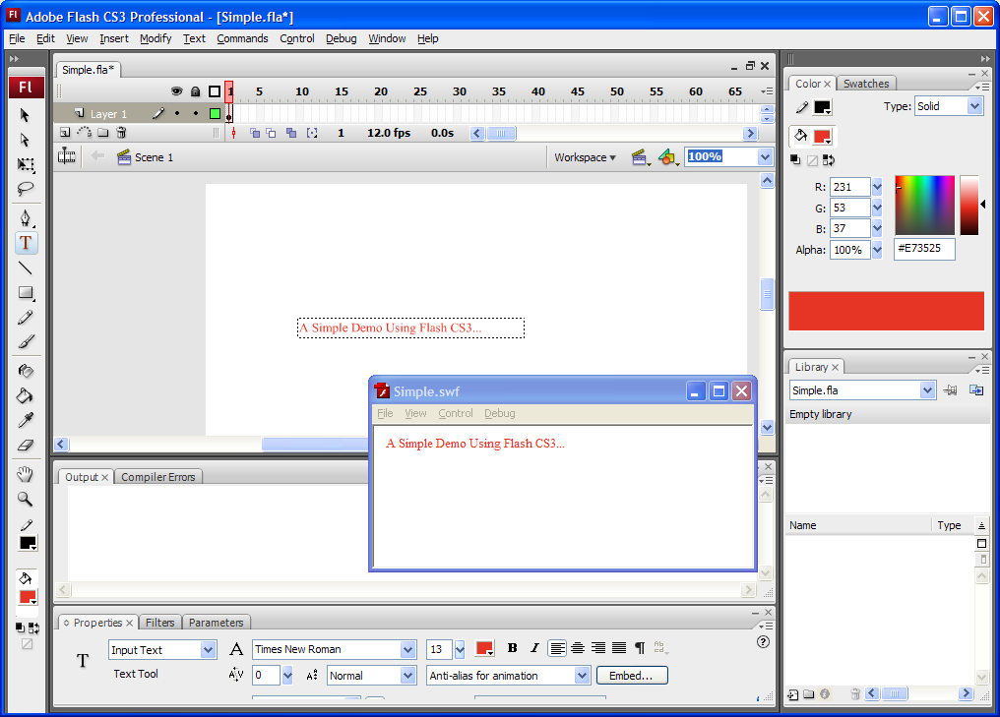 Adobe Flash CS3 Professional - [Simple.fla*]
File Edit View Insert Modify Text Commands Control Debug Window Help
Simple.fla*
1 5 10 15 20 25 30 35 40 45 50 55 60 65
Layer 1
1 12.0 fps 0.0s
Scene 1
Workspace
100%
A Simple Demo Using Flash CS3...
Simple.swf
File View Control Debug
A Simple Demo Using Flash CS3...
Output
Compiler Errors
Properties
Filters
Parameters
T
Input Text
Text Tool
A
Times New Roman
13
B
I
0
Normal
Anti-alias for animation
Embed...
Fl
T
Color
Swatches
Type: Solid
R: 231
G: 53
B: 37
Alpha: 100%
#E73525
Library
Simple.fla
Empty library
Name
Type